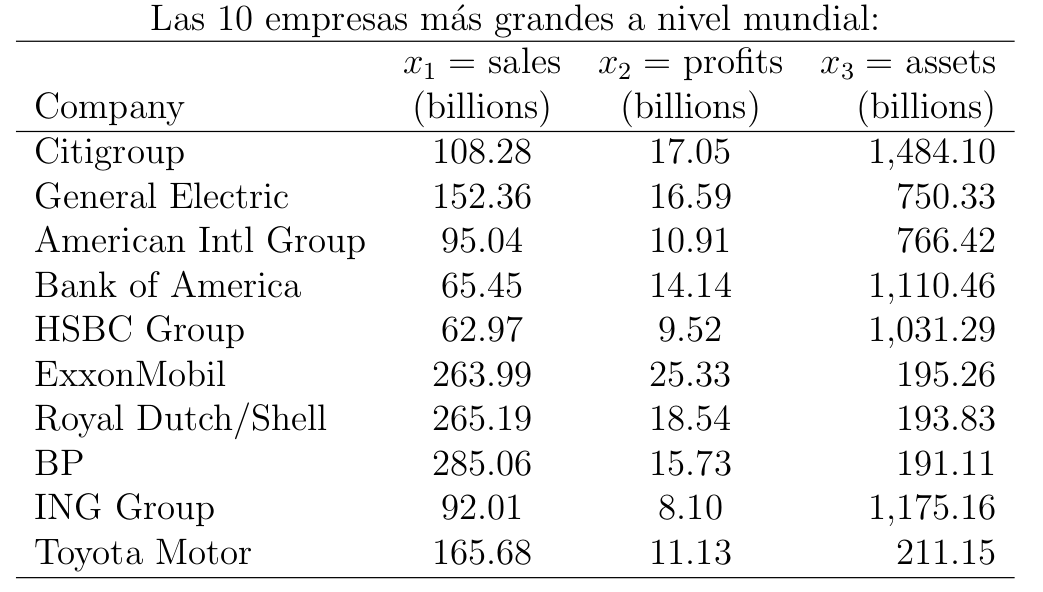 Las 10 empresas más grandes a nivel mundial:
x₁ = sales x₂ = profits x₃ = assets
Company (billions) (billions) (billions)
Citigroup 108.28 17.05 1,484.10
General Electric 152.36 16.59 750.33
American Intl Group 95.04 10.91 766.42
Bank of America 65.45 14.14 1,110.46
HSBC Group 62.97 9.52 1,031.29
ExxonMobil 263.99 25.33 195.26
Royal Dutch/Shell 265.19 18.54 193.83
BP 285.06 15.73 191.11
ING Group 92.01 8.10 1,175.16
Toyota Motor 165.68 11.13 211.15